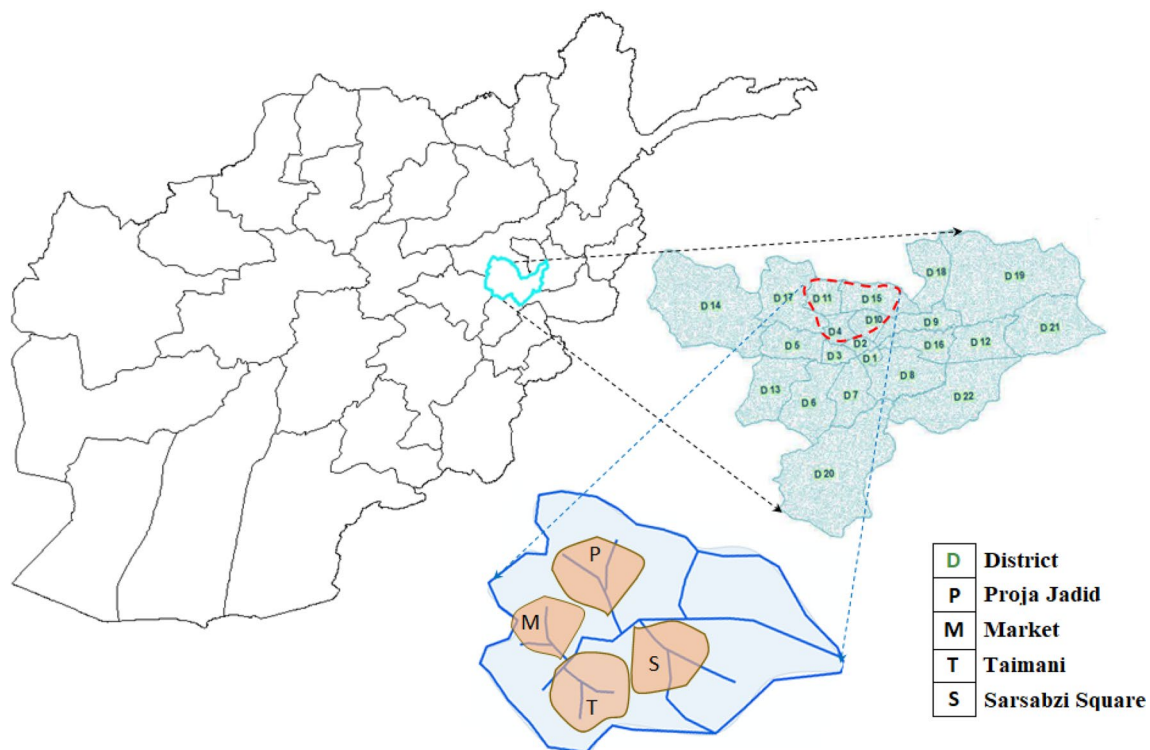 D 18
D 19
D 14
D 17
D 11
D 15
D 10
D 9
D 21
D 4
D 5
D 2
D 16
D 12
D 3
D 1
D 8
D 13
D 6
D 7
D 22
D 20
P
M
S
T
D District
P Proja Jadid
M Market
T Taimani
S Sarsabzi Square